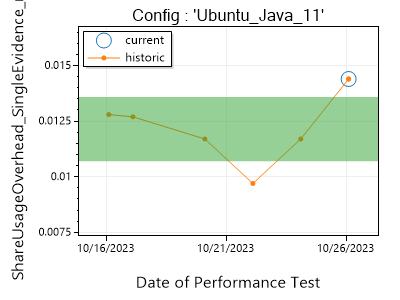 Config : 'Ubuntu_Java_11'
current
historic
0.015
0.0125
0.01
0.0075
10/16/2023
10/21/2023
10/26/2023
Date of Performance Test
ShareUsageOverhead_SingleEvidence_